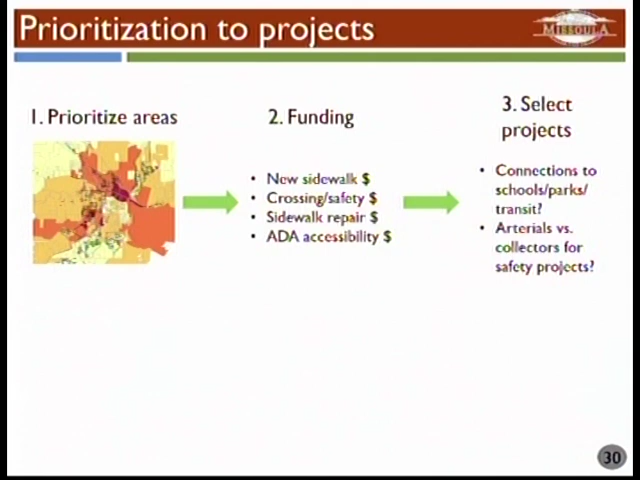 Prioritization to projects
MISSOULA
1. Prioritize areas
2. Funding
• New sidewalk $
• Crossing/safety $
• Sidewalk repair $
• ADA accessibility $
3. Select
projects
• Connections to
schools/parks/
transit?
• Arterials vs.
collectors for
safety projects?
30